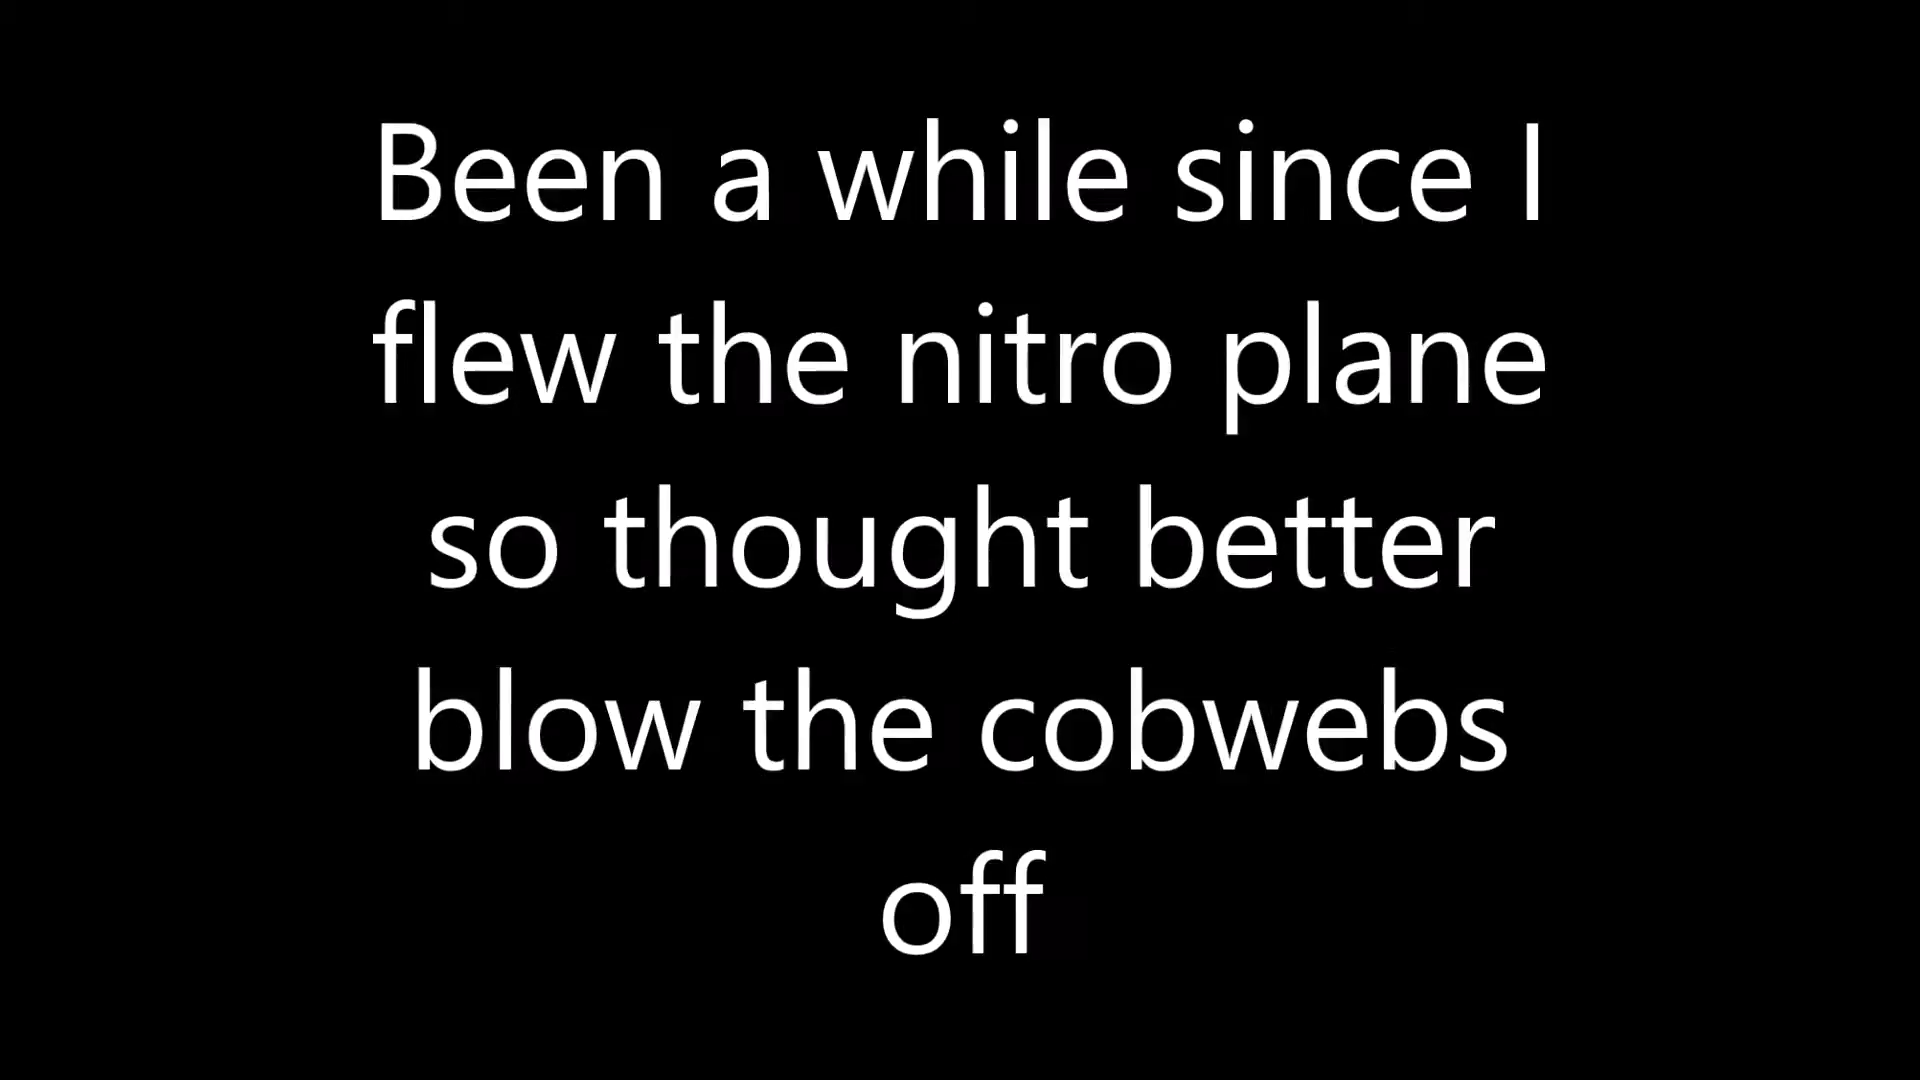 Been a while since I
flew the nitro plane
so thought better
blow the cobwebs
off